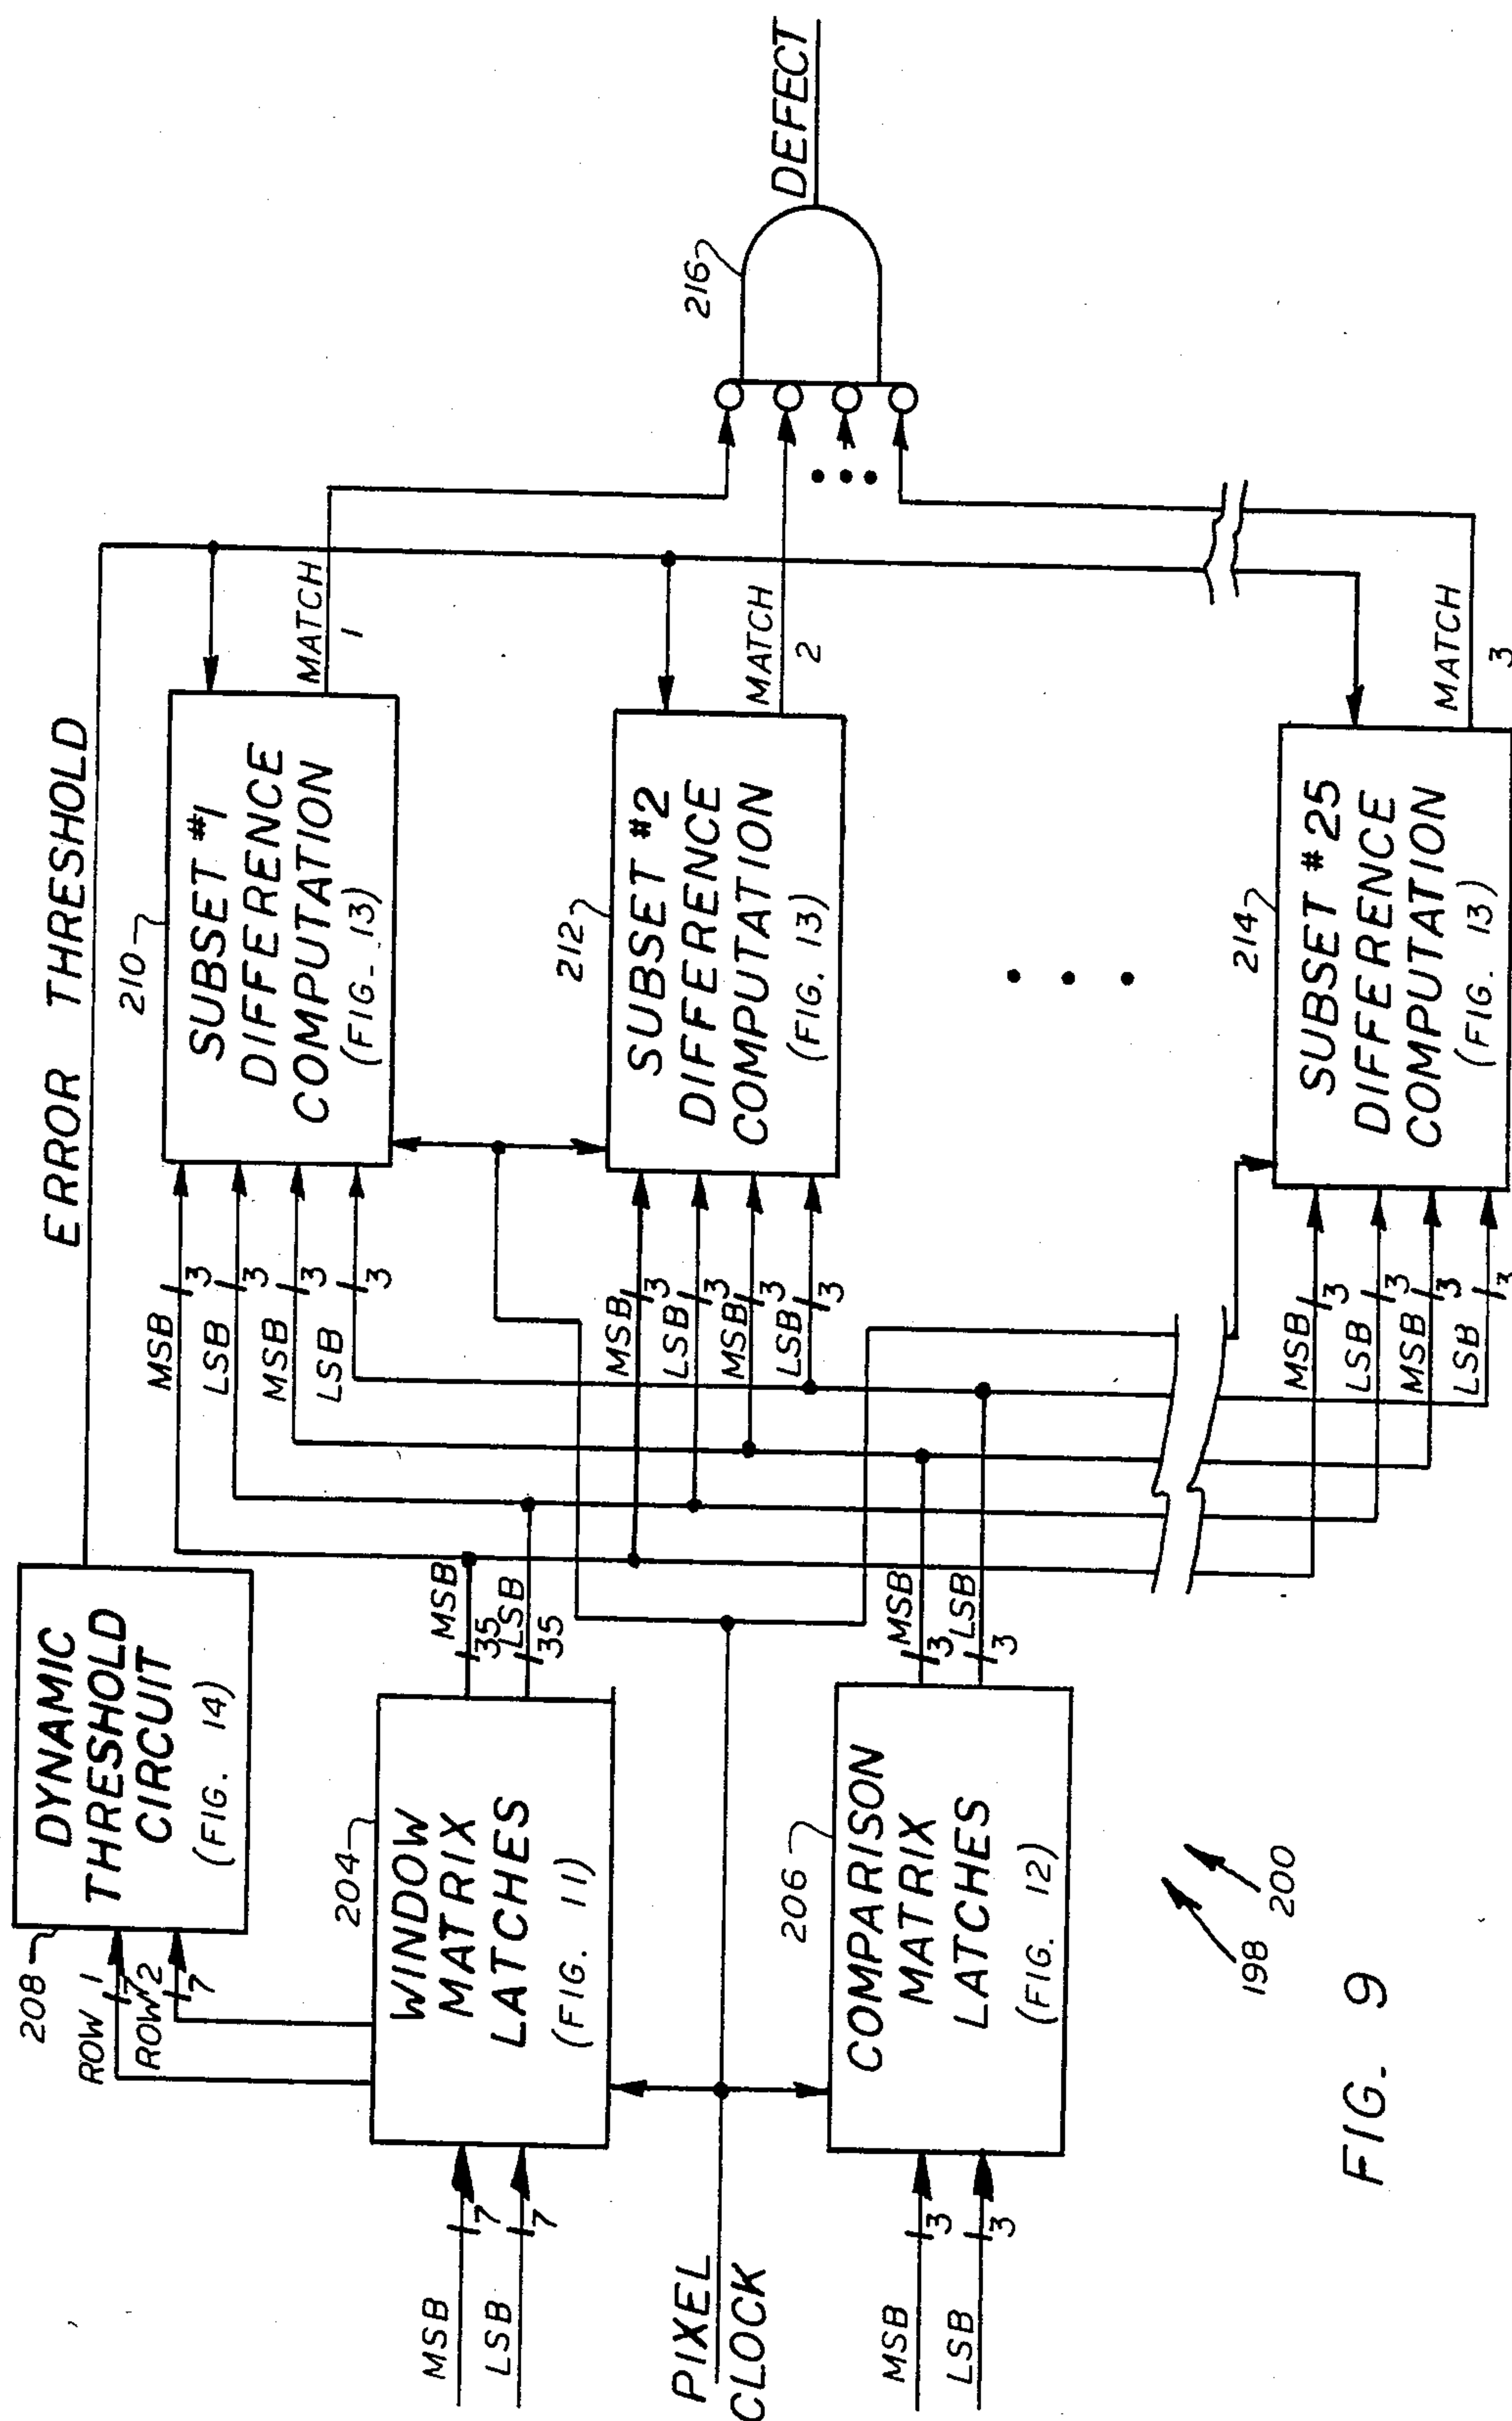 DYNAMIC
THRESHOLD
CIRCUIT
(FIG. 14)
208
ROW 1
7
ROW 2
7
ERROR THRESHOLD
WINDOW
MATRIX
LATCHES
(FIG. 11)
204
MSB
7
LSB
7
MSB
35
LSB
35
PIXEL
CLOCK
COMPARISON
MATRIX
LATCHES
(FIG. 12)
206
MSB
3
LSB
3
MSB
3
LSB
3
MSB
3
LSB
3
MSB
3
LSB
3
210
SUBSET #1
DIFFERENCE
COMPUTATION
(FIG. 13)
MATCH
1
MSB
3
LSB
3
MSB
3
LSB
3
212
SUBSET #2
DIFFERENCE
COMPUTATION
(FIG. 13)
MATCH
2
MSB
3
LSB
3
MSB
3
LSB
3
214
SUBSET #25
DIFFERENCE
COMPUTATION
(FIG. 13)
MATCH
3
216
DEFECT
198
200
FIG. 9